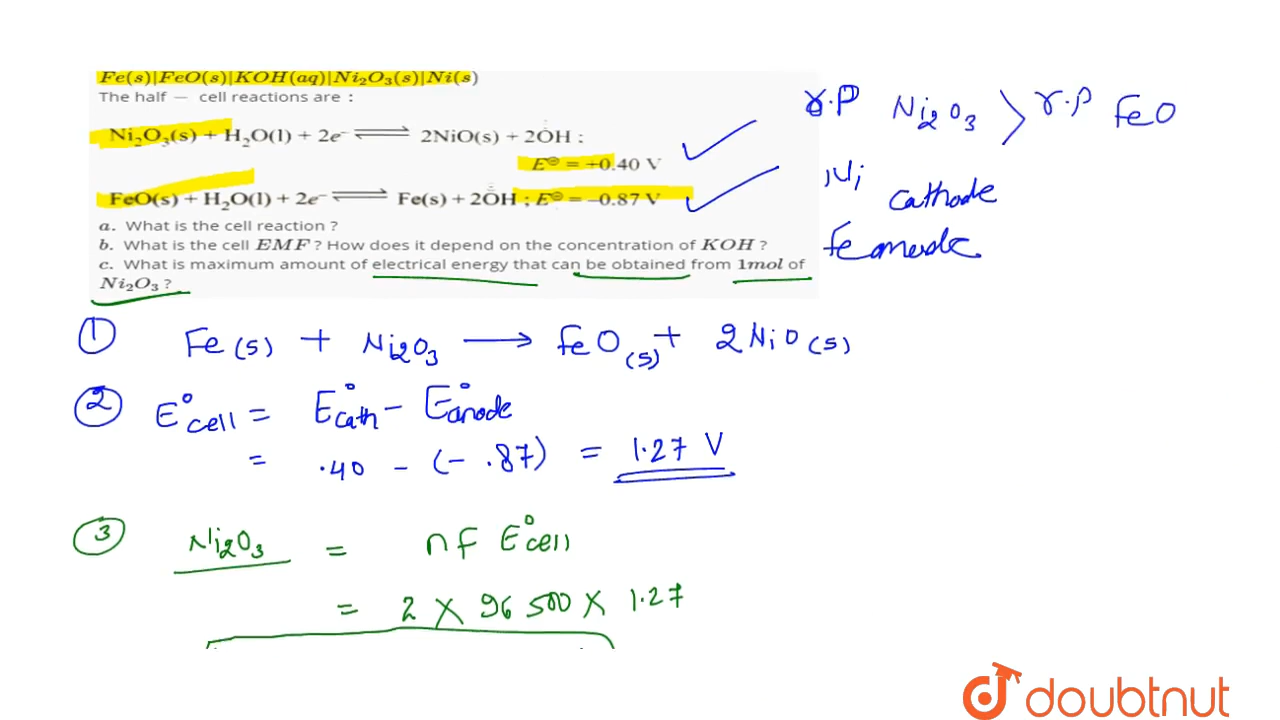 Fe(s)|FeO(s)|KOH(aq)|Ni₂O₃(s)|Ni(s)
The half — cell reactions are :
Ni₂O₃(s) + H₂O(l) + 2e⁻ ⇌ 2NiO(s) + 2ŌH :
E⊖ = +0.40 V
FeO(s) + H₂O(l) + 2e⁻ ⇌ Fe(s) + 2ŌH ; E⊖ = –0.87 V
a. What is the cell reaction ?
b. What is the cell EMF ? How does it depend on the concentration of KOH ?
c. What is maximum amount of electrical energy that can be obtained from 1mol of
Ni₂O₃ ?
r.P Ni₂O₃ > r.P FeO
Ni cathode
Fe anode
① Fe(s) + Ni₂O₃ → FeO(s) + 2NiO(s)
② E°cell = E°cath - E°anode
= .40 - (- .87) = 1.27 V
③ Ni₂O₃ = nF E°cell
= 2 × 96500 × 1.27
doubtnut